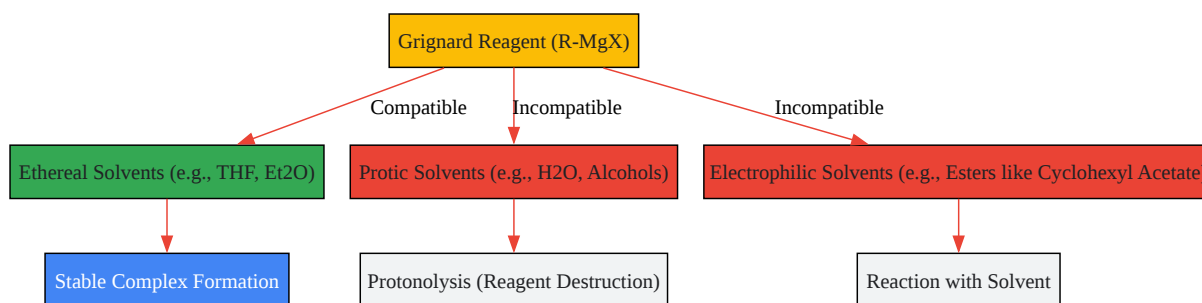 Grignard Reagent (R-MgX)
Compatible
Incompatible
Incompatible
Ethereal Solvents (e.g., THF, Et2O)
Protic Solvents (e.g., H2O, Alcohols)
Electrophilic Solvents (e.g., Esters like Cyclohexyl Acetate
Stable Complex Formation
Protonolysis (Reagent Destruction)
Reaction with Solvent